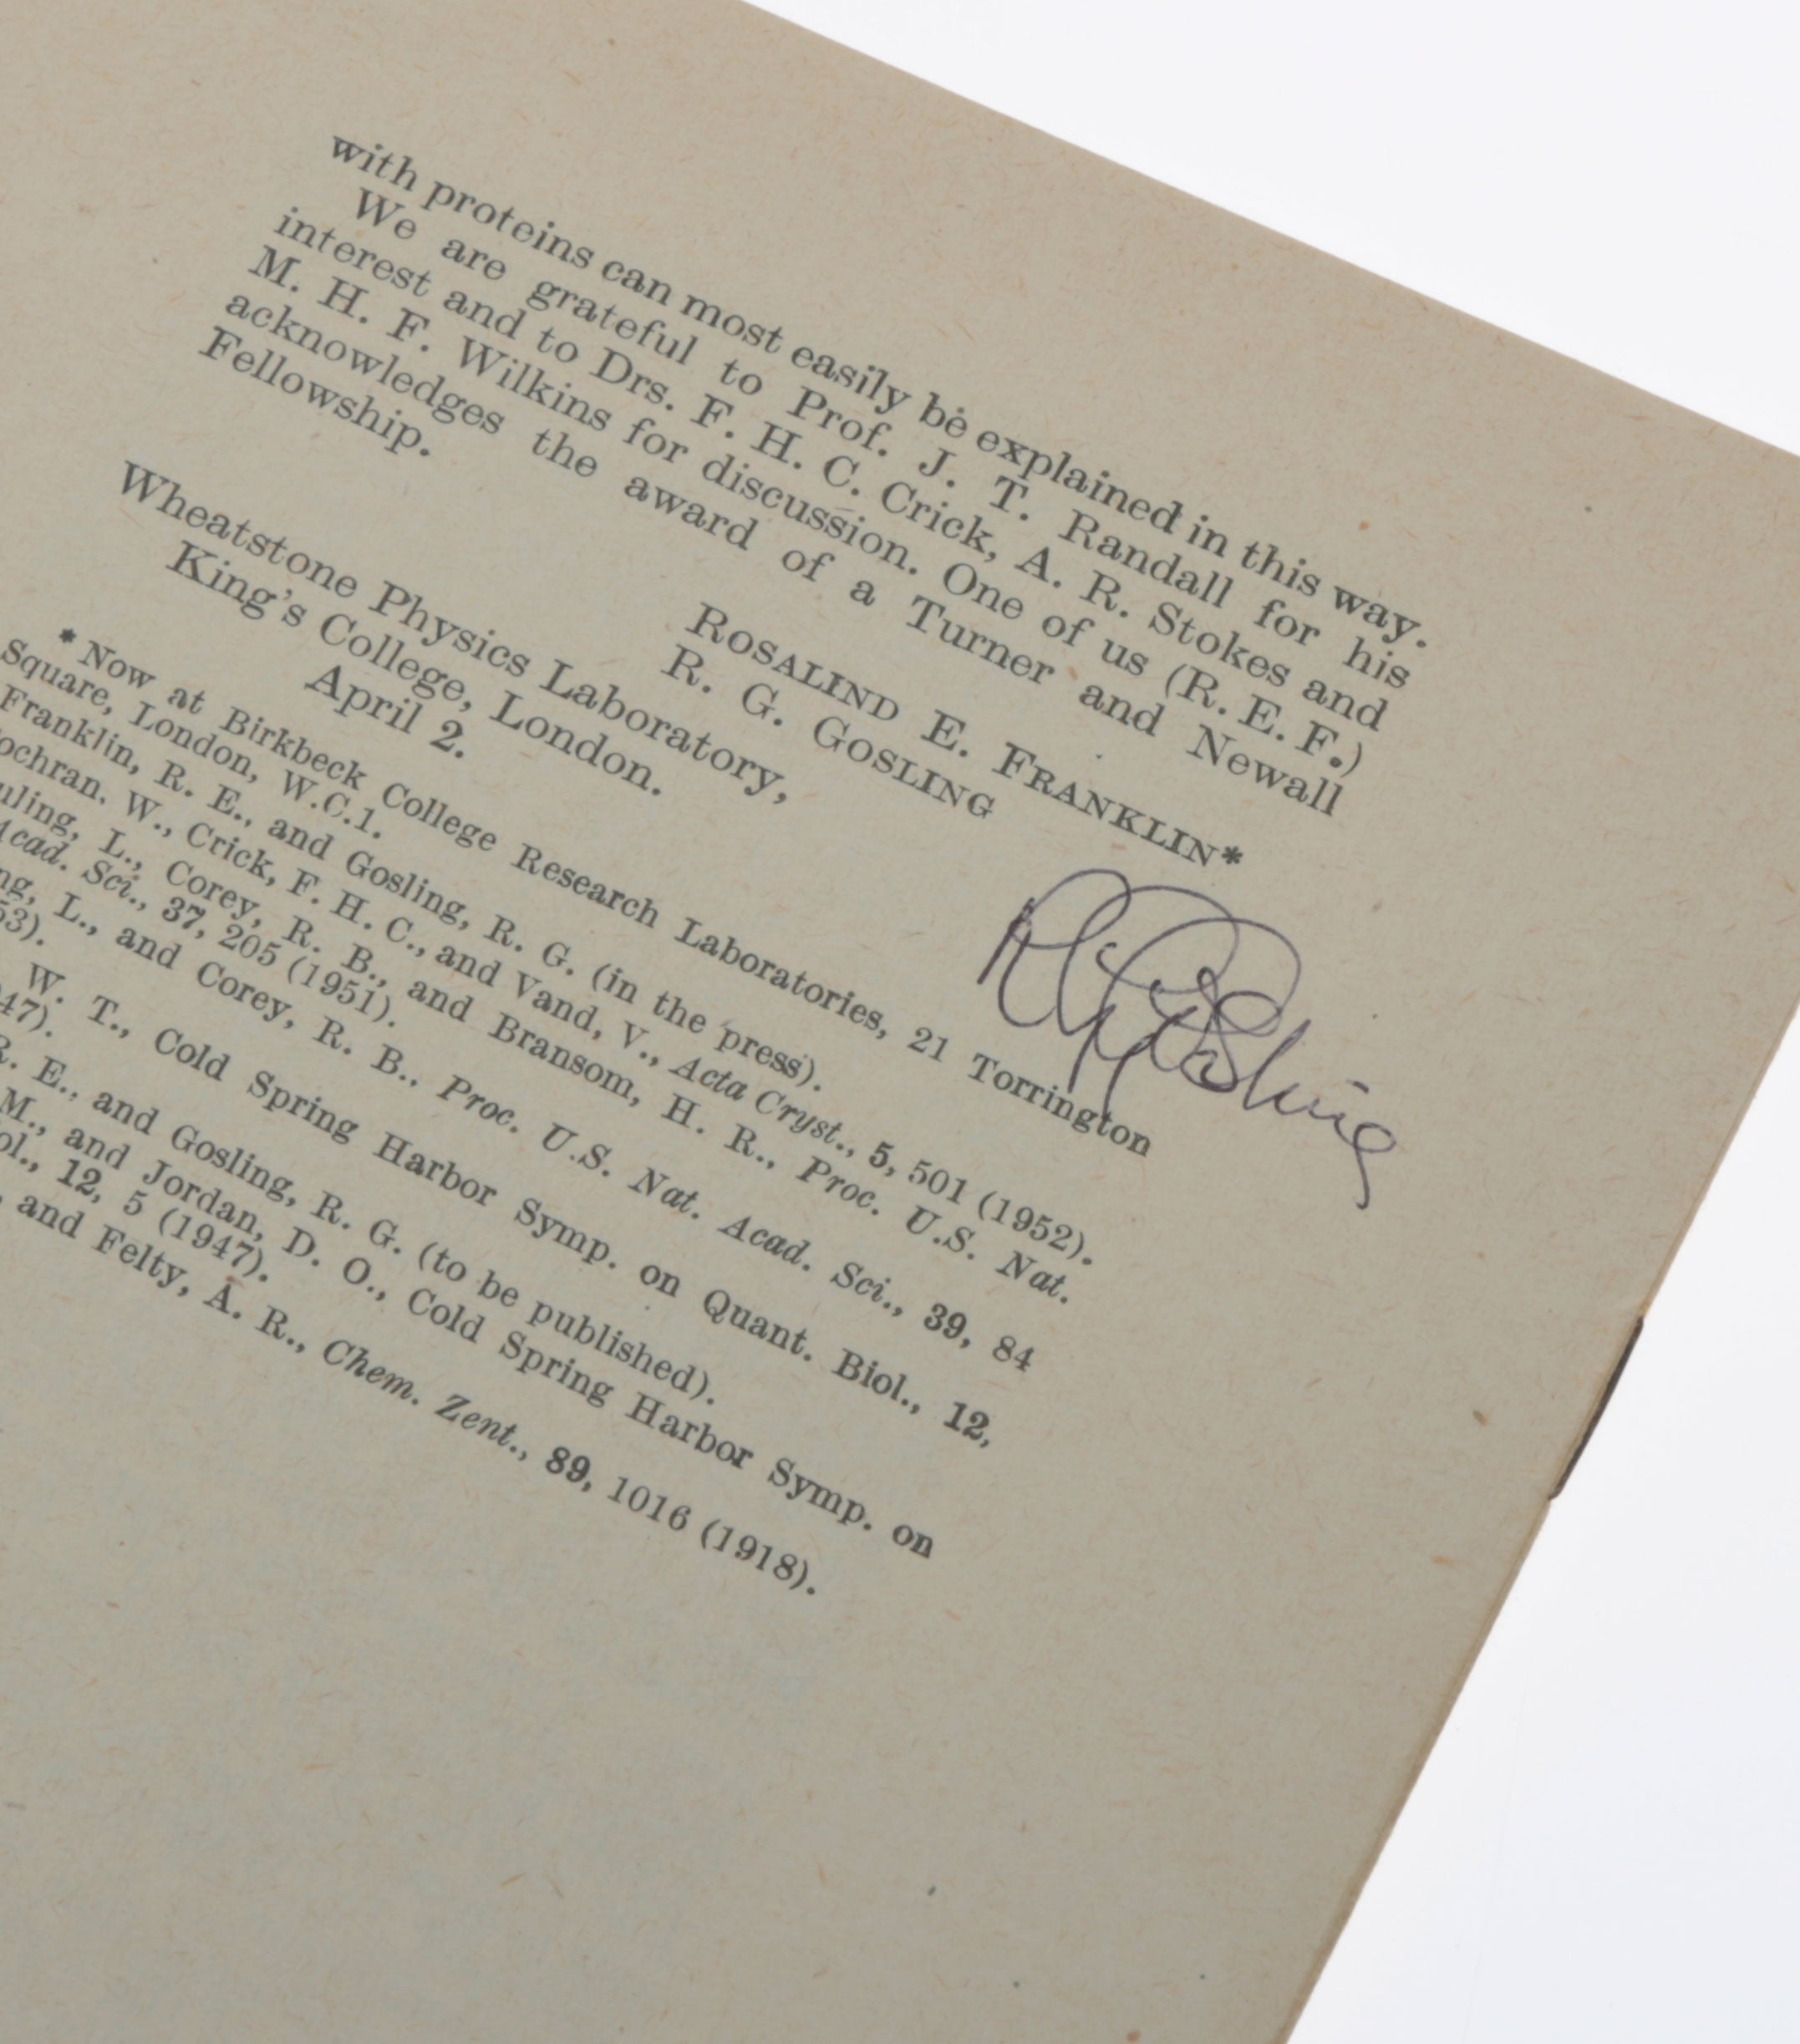 with proteins can most easily be explained in this way.
We are grateful to Prof. J. T. Randall for his
interest and to Drs. F. H. C. Crick, A. R. Stokes and
M. H. F. Wilkins for discussion. One of us (R. E. F.)
acknowledges the award of a Turner and Newall
Fellowship.
ROSALIND E. FRANKLIN*
R. G. GOSLING
Wheatstone Physics Laboratory,
King's College, London.
April 2.
R G Gosling
* Now at Birkbeck College Research Laboratories, 21 Torrington
Square, London, W.C.1.
Franklin, R. E., and Gosling, R. G. (in the press).
W., Crick, F. H. C., and Vand, V., Acta Cryst., 5, 501 (1952).
L., Corey, R. B., and Bransom, H. R., Proc. U.S. Nat.
Acad. Sci., 37, 205 (1951).
L., and Corey, R. B., Proc. U.S. Nat. Acad. Sci., 39, 84
53).
W. T., Cold Spring Harbor Symp. on Quant. Biol., 12,
47).
R. E., and Gosling, R. G. (to be published).
M., and Jordan, D. O., Cold Spring Harbor Symp. on
ol., 12, 5 (1947).
, and Felty, A. R., Chem. Zent., 89, 1016 (1918).